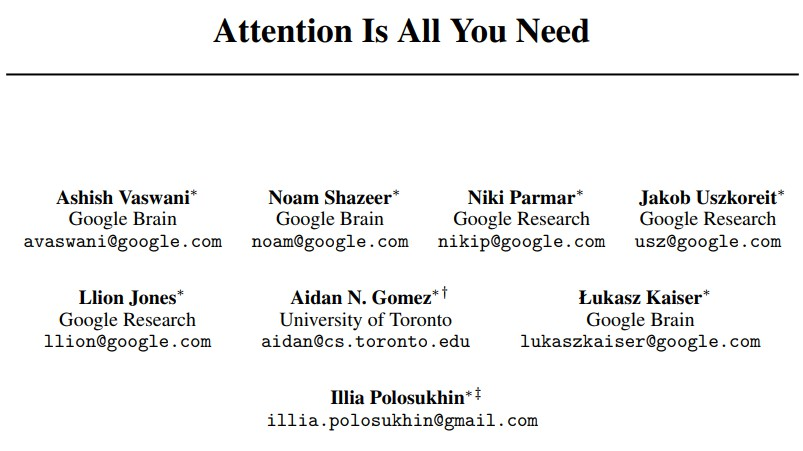 Attention Is All You Need
Ashish Vaswani* Noam Shazeer* Niki Parmar* Jakob Uszkoreit*
Google Brain Google Brain Google Research Google Research
avaswani@google.com noam@google.com nikip@google.com usz@google.com
Llion Jones* Aidan N. Gomez*† Łukasz Kaiser*
Google Research University of Toronto Google Brain
llion@google.com aidan@cs.toronto.edu lukaszkaiser@google.com
Illia Polosukhin*‡
illia.polosukhin@gmail.com